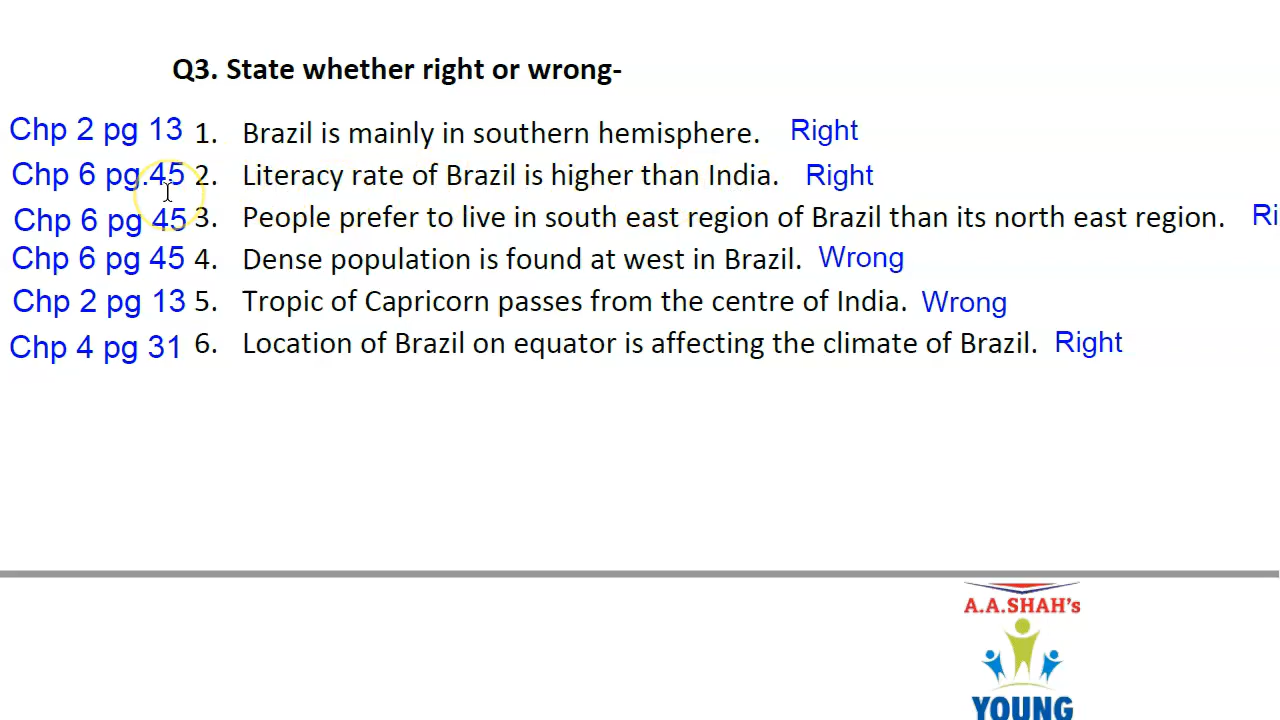 Q3. State whether right or wrong-
Chp 2 pg 13 1. Brazil is mainly in southern hemisphere. Right
Chp 6 pg.45 2. Literacy rate of Brazil is higher than India. Right
Chp 6 pg 45 3. People prefer to live in south east region of Brazil than its north east region. Ri
Chp 6 pg 45 4. Dense population is found at west in Brazil. Wrong
Chp 2 pg 13 5. Tropic of Capricorn passes from the centre of India. Wrong
Chp 4 pg 31 6. Location of Brazil on equator is affecting the climate of Brazil. Right
A.A.SHAH's
YOUNG